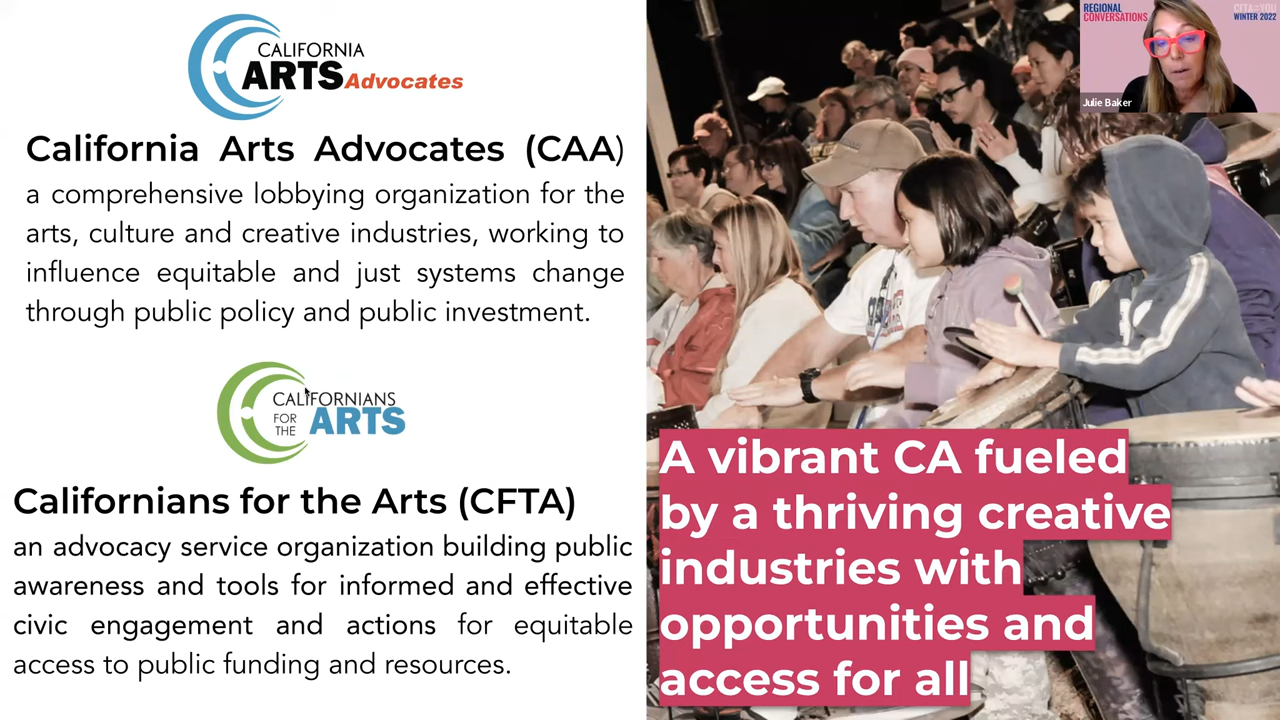 CALIFORNIA
ARTS Advocates
California Arts Advocates (CAA)
a comprehensive lobbying organization for the
arts, culture and creative industries, working to
influence equitable and just systems change
through public policy and public investment.
CALIFORNIANS
FOR
THE
ARTS
Californians for the Arts (CFTA)
an advocacy service organization building public
awareness and tools for informed and effective
civic engagement and actions for equitable
access to public funding and resources.
REGIONAL
CONVERSATIONS
CFTA
YOU
WINTER 2022
Julie Baker
A vibrant CA fueled
by a thriving creative
industries with
opportunities and
access for all